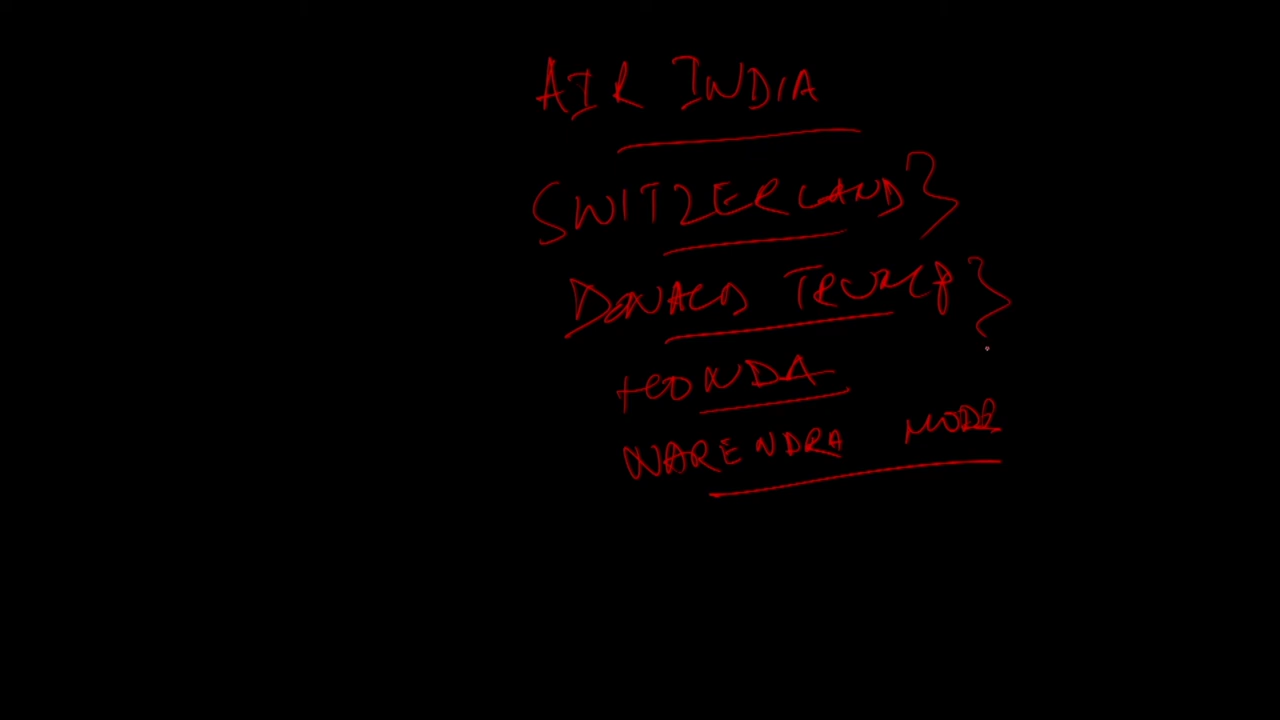 AIR INDIA
SWITZERLAND}
DONALD TRUMP}
HONDA
NARENDRA MODI